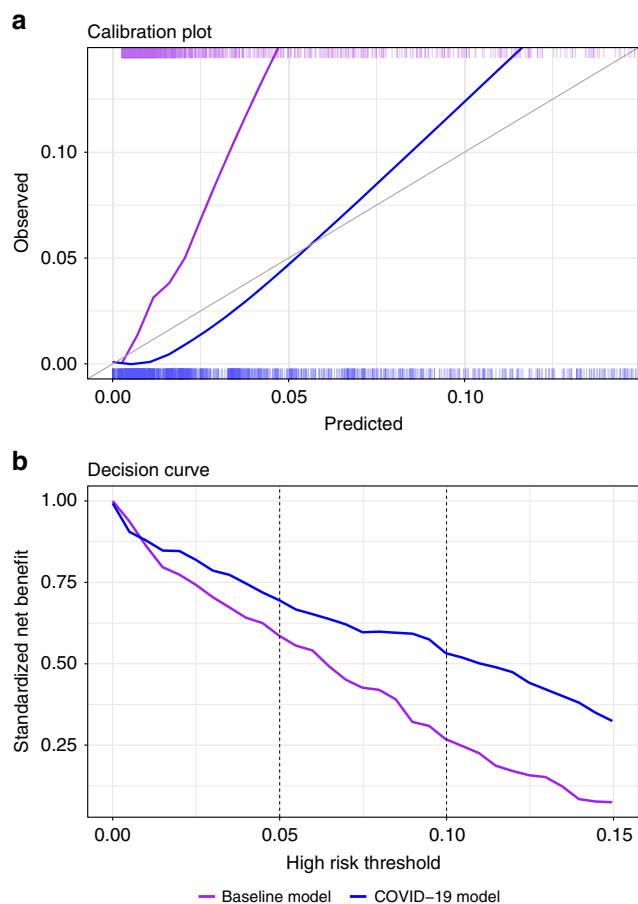 a
Calibration plot
Observed
0.10
0.05
0.00
0.00 0.05 0.10
Predicted
b
Decision curve
Standardized net benefit
1.00
0.75
0.50
0.25
0.00 0.05 0.10 0.15
High risk threshold
Baseline model COVID−19 model